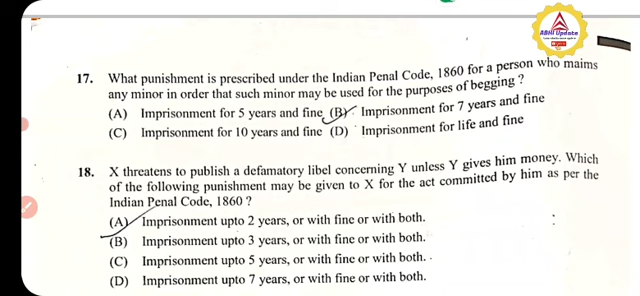 ABHI Update
17. What punishment is prescribed under the Indian Penal Code, 1860 for a person who maims
any minor in order that such minor may be used for the purposes of begging ?
(A) Imprisonment for 5 years and fine (B) Imprisonment for 7 years and fine
(C) Imprisonment for 10 years and fine (D) Imprisonment for life and fine
18. X threatens to publish a defamatory libel concerning Y unless Y gives him money. Which
of the following punishment may be given to X for the act committed by him as per the
Indian Penal Code, 1860 ?
(A) Imprisonment upto 2 years, or with fine or with both.
(B) Imprisonment upto 3 years, or with fine or with both.
(C) Imprisonment upto 5 years, or with fine or with both.
(D) Imprisonment upto 7 years, or with fine or with both.